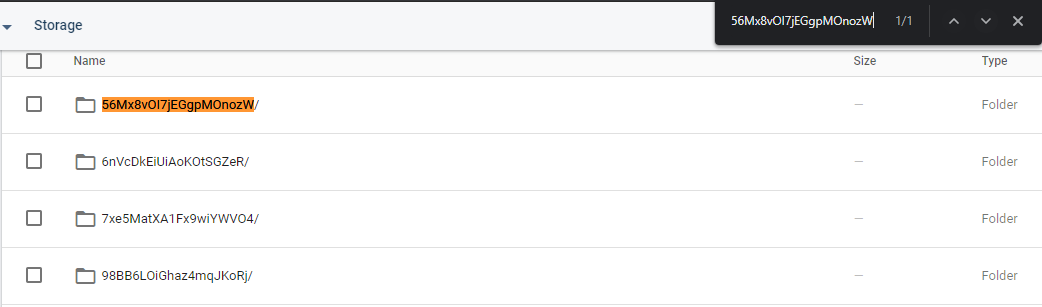 Storage
56Mx8vOI7jEGgpMOnozW 1/1
Name Size Type
56Mx8vOI7jEGgpMOnozW/ — Folder
6nVcDkEiUiAoKOtSGZeR/ — Folder
7xe5MatXA1Fx9wiYWVO4/ — Folder
98BB6LOiGhaz4mqJKoRj/ — Folder